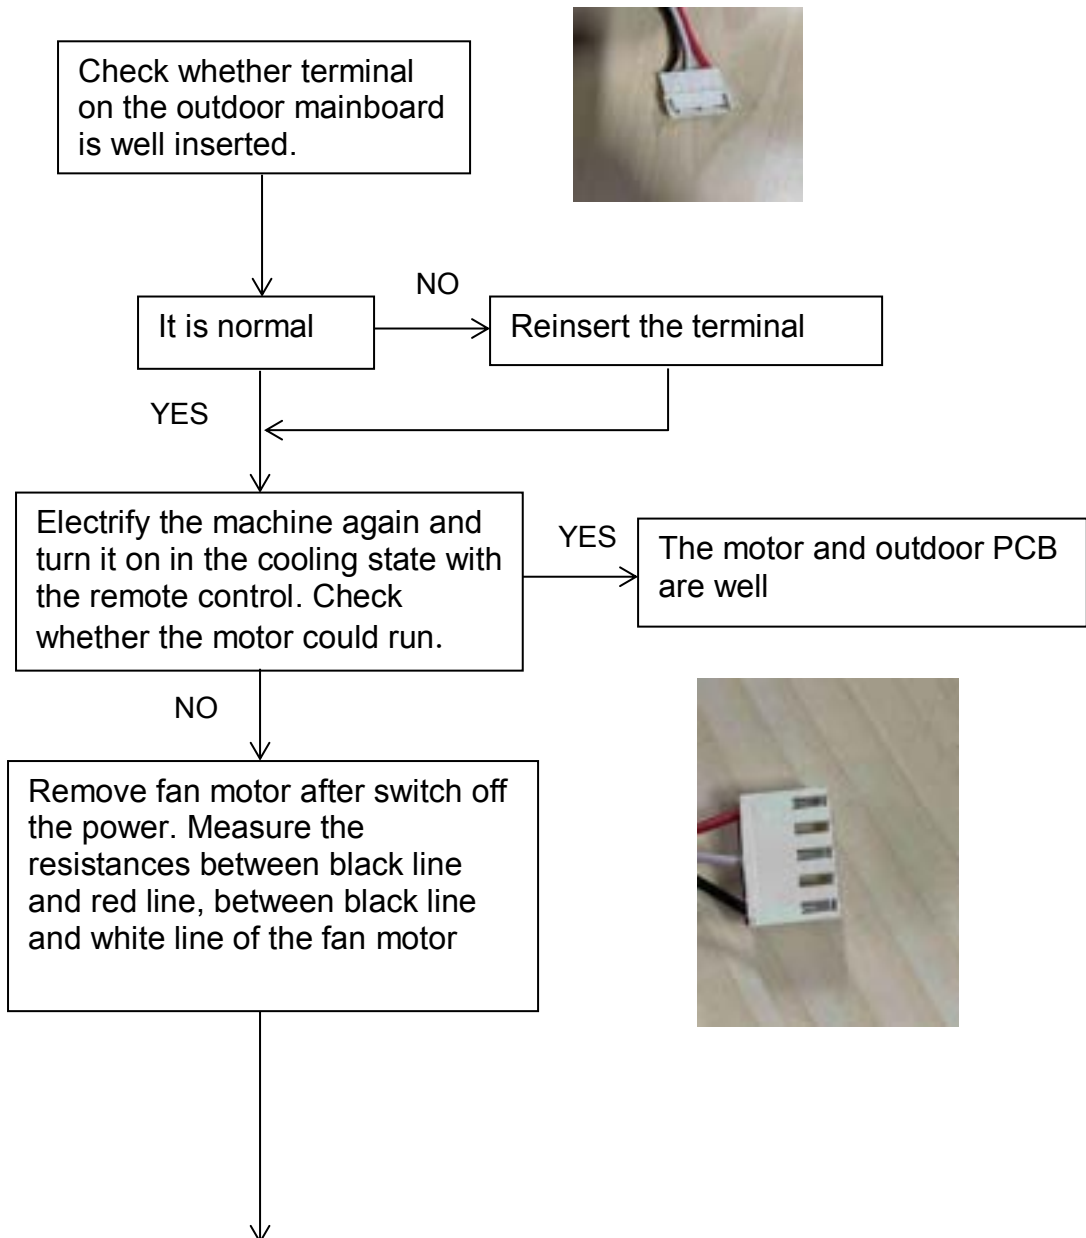 Check whether terminal
on the outdoor mainboard
is well inserted.
NO
It is normal
Reinsert the terminal
YES
Electrify the machine again and
turn it on in the cooling state with
the remote control. Check
whether the motor could run.
YES
The motor and outdoor PCB
are well
NO
Remove fan motor after switch off
the power. Measure the
resistances between black line
and red line, between black line
and white line of the fan motor